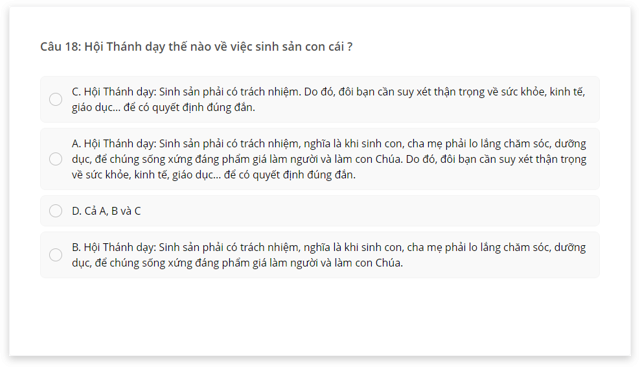 Câu 18: Hội Thánh dạy thế nào về việc sinh sản con cái ?
C. Hội Thánh dạy: Sinh sản phải có trách nhiệm. Do đó, đôi bạn cần suy xét thận trọng về sức khỏe, kinh tế,
giáo dục... để có quyết định đúng đắn.
A. Hội Thánh dạy: Sinh sản phải có trách nhiệm, nghĩa là khi sinh con, cha mẹ phải lo lắng chăm sóc, dưỡng
dục, để chúng sống xứng đáng phẩm giá làm người và làm con Chúa. Do đó, đôi bạn cần suy xét thận trọng
về sức khỏe, kinh tế, giáo dục... để có quyết định đúng đắn.
D. Cả A, B và C
B. Hội Thánh dạy: Sinh sản phải có trách nhiệm, nghĩa là khi sinh con, cha mẹ phải lo lắng chăm sóc, dưỡng
dục, để chúng sống xứng đáng phẩm giá làm người và làm con Chúa.